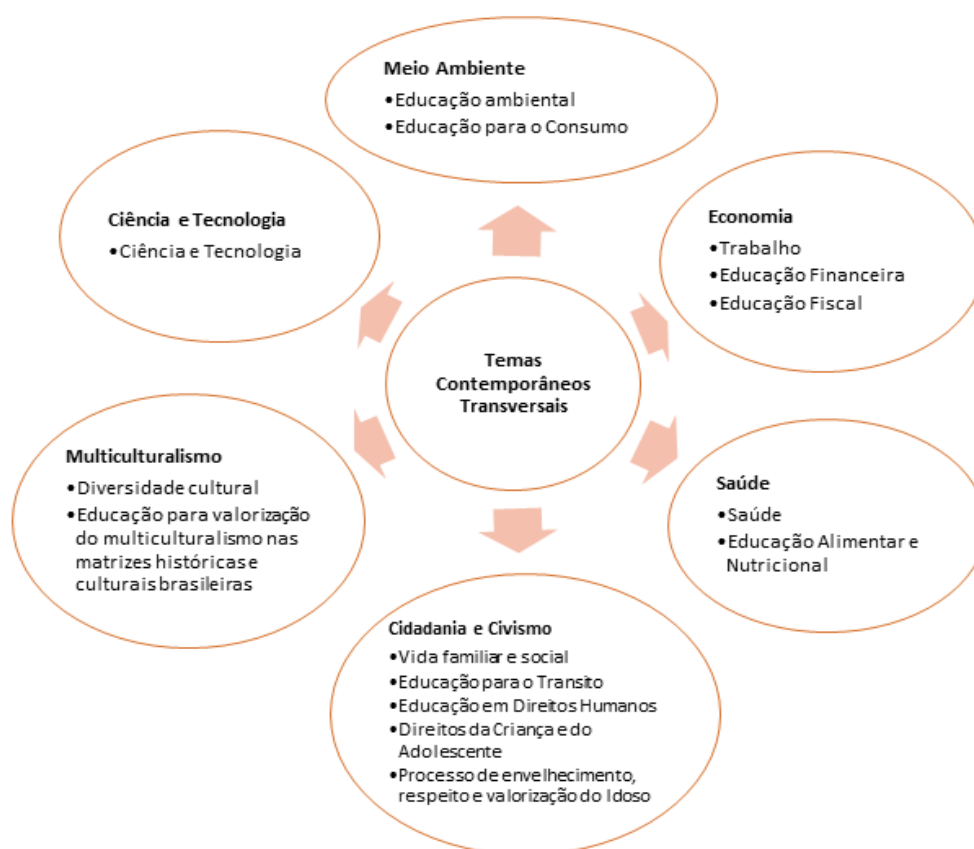 Meio Ambiente
•Educação ambiental
•Educação para o Consumo
Ciência e Tecnologia
•Ciência e Tecnologia
Economia
•Trabalho
•Educação Financeira
•Educação Fiscal
Temas
Contemporâneos
Transversais
Multiculturalismo
•Diversidade cultural
•Educação para valorização
do multiculturalismo nas
matrizes históricas e
culturais brasileiras
Saúde
•Saúde
•Educação Alimentar e
Nutricional
Cidadania e Civismo
•Vida familiar e social
•Educação para o Transito
•Educação em Direitos Humanos
•Direitos da Criança e do
Adolescente
•Processo de envelhecimento,
respeito e valorização do Idoso